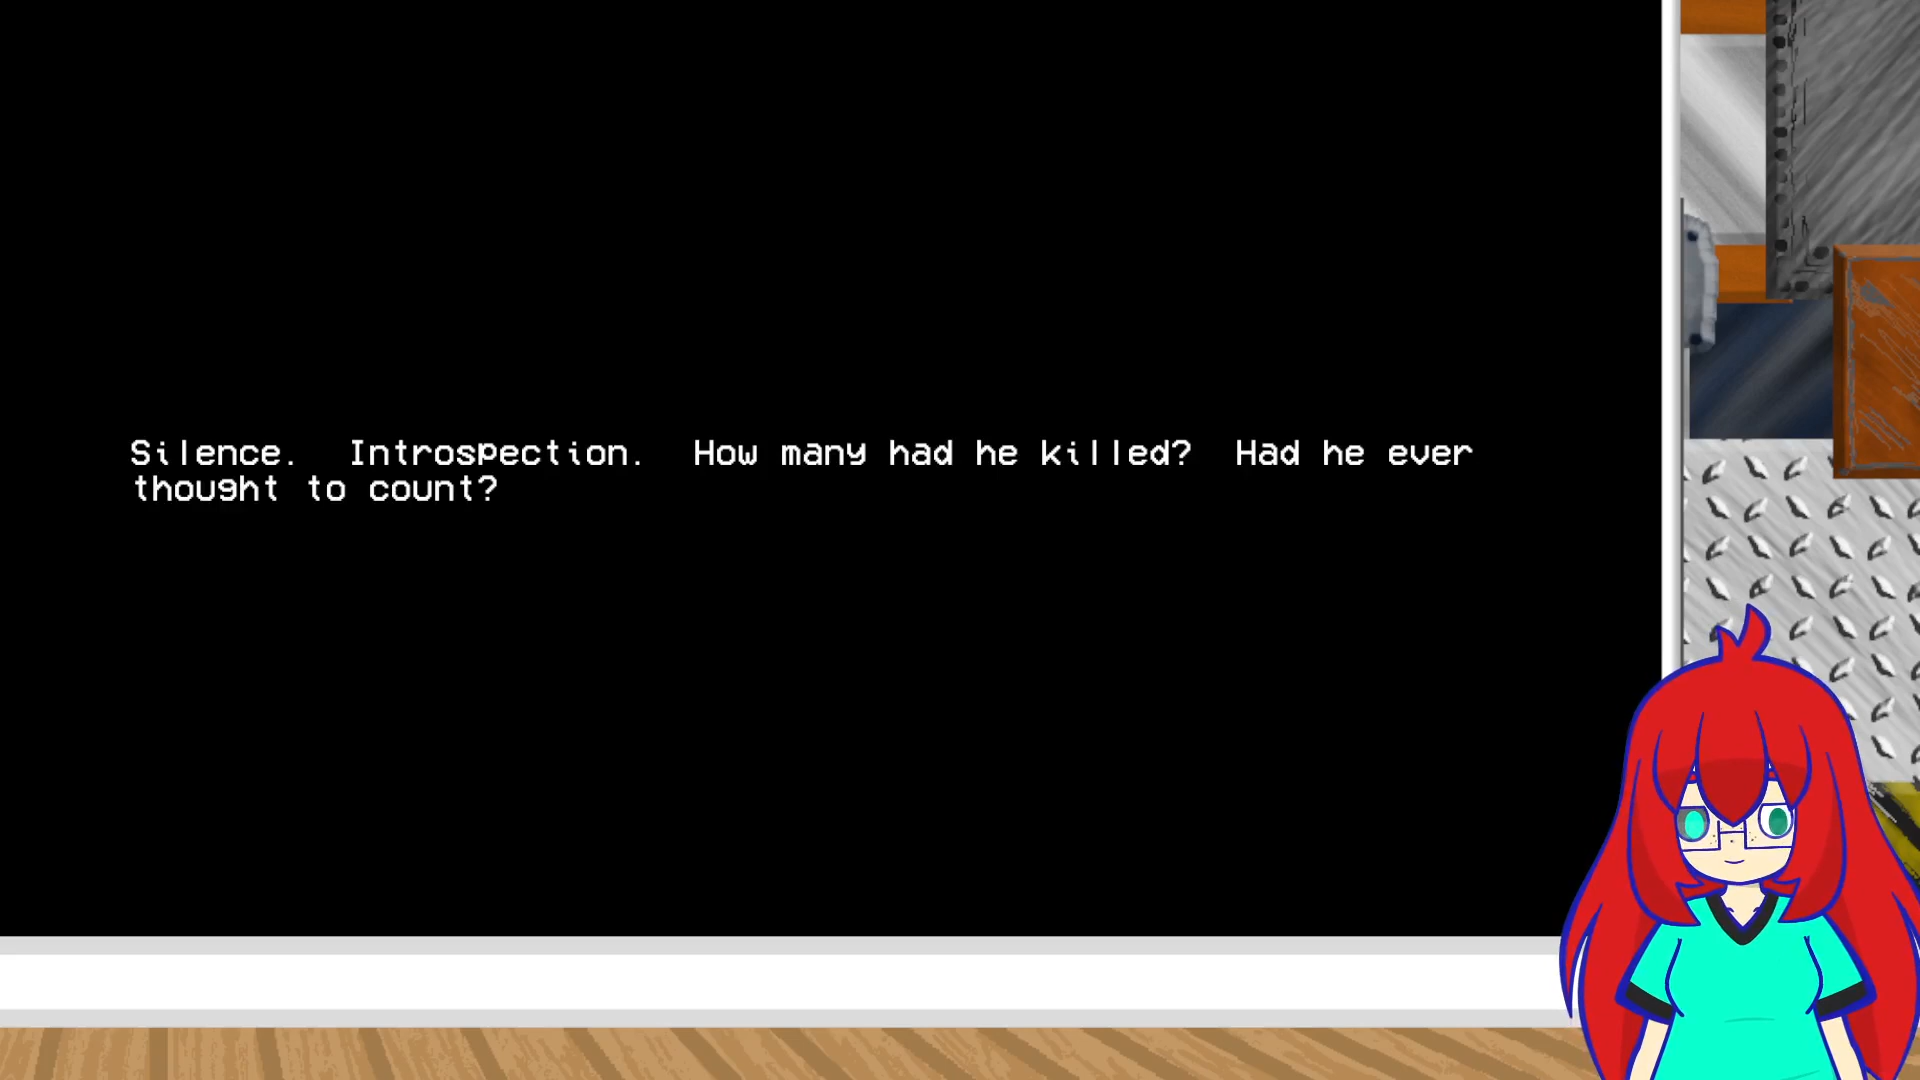 Silence.  Introspection.  How many had he killed?  Had he ever
thought to count?